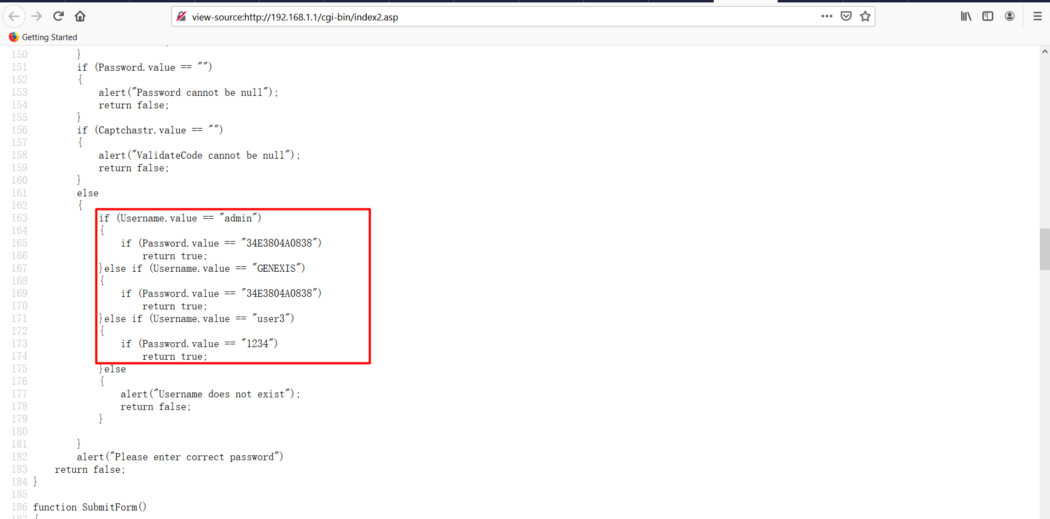 view-source:http://192.168.1.1/cgi-bin/index2.asp
Getting Started
150 }
151 if (Password.value == "")
152 {
153 alert("Password cannot be null");
154 return false;
155 }
156 if (Captchastr.value == "")
157 {
158 alert("ValidateCode cannot be null");
159 return false;
160 }
161 else
162 {
163 if (Username.value == "admin")
164 {
165 if (Password.value == "34E3804A0838")
166 return true;
167 }else if (Username.value == "GENEXIS")
168 {
169 if (Password.value == "34E3804A0838")
170 return true;
171 }else if (Username.value == "user3")
172 {
173 if (Password.value == "1234")
174 return true;
175 }else
176 {
177 alert("Username does not exist");
178 return false;
179 }
180
181 }
182 alert("Please enter correct password")
183 return false;
184 }
185
186 function SubmitForm()
187 {